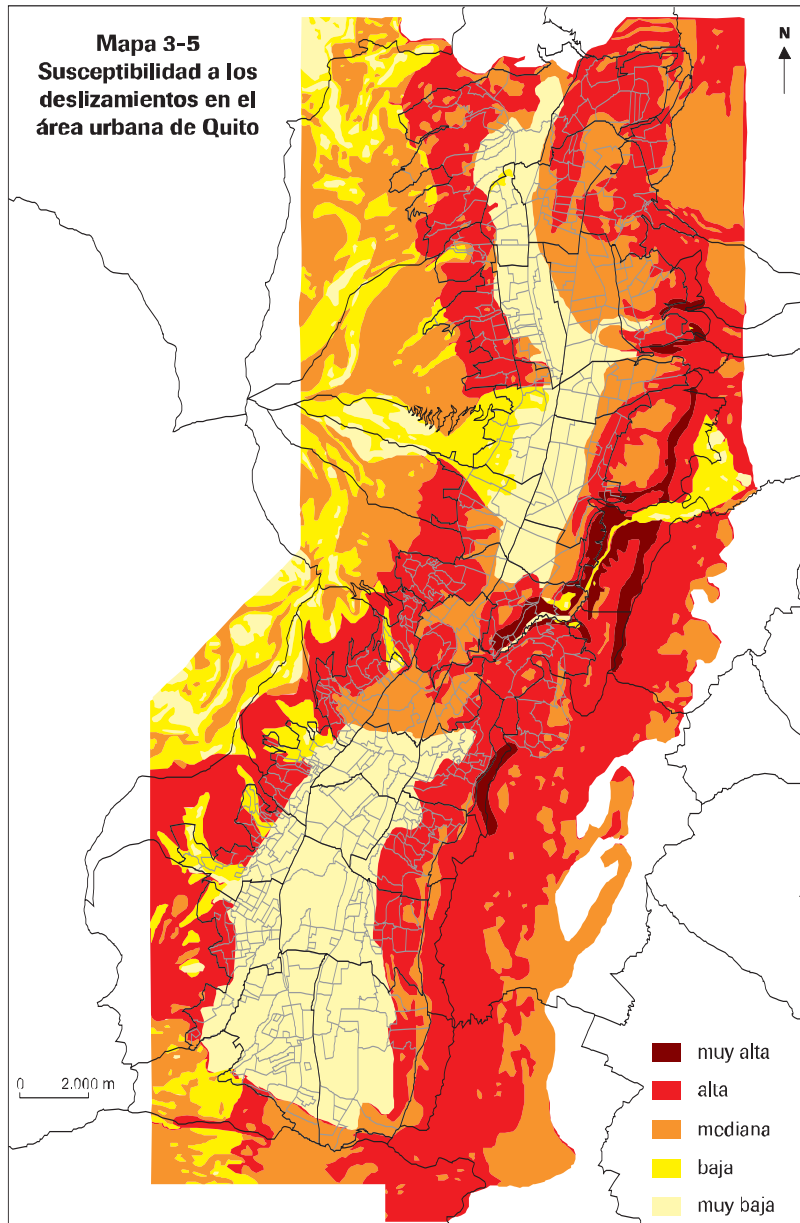 Mapa 3-5
Susceptibilidad a los
deslizamientos en el
área urbana de Quito
N
0 2.000 m
muy alta
alta
mediana
baja
muy baja